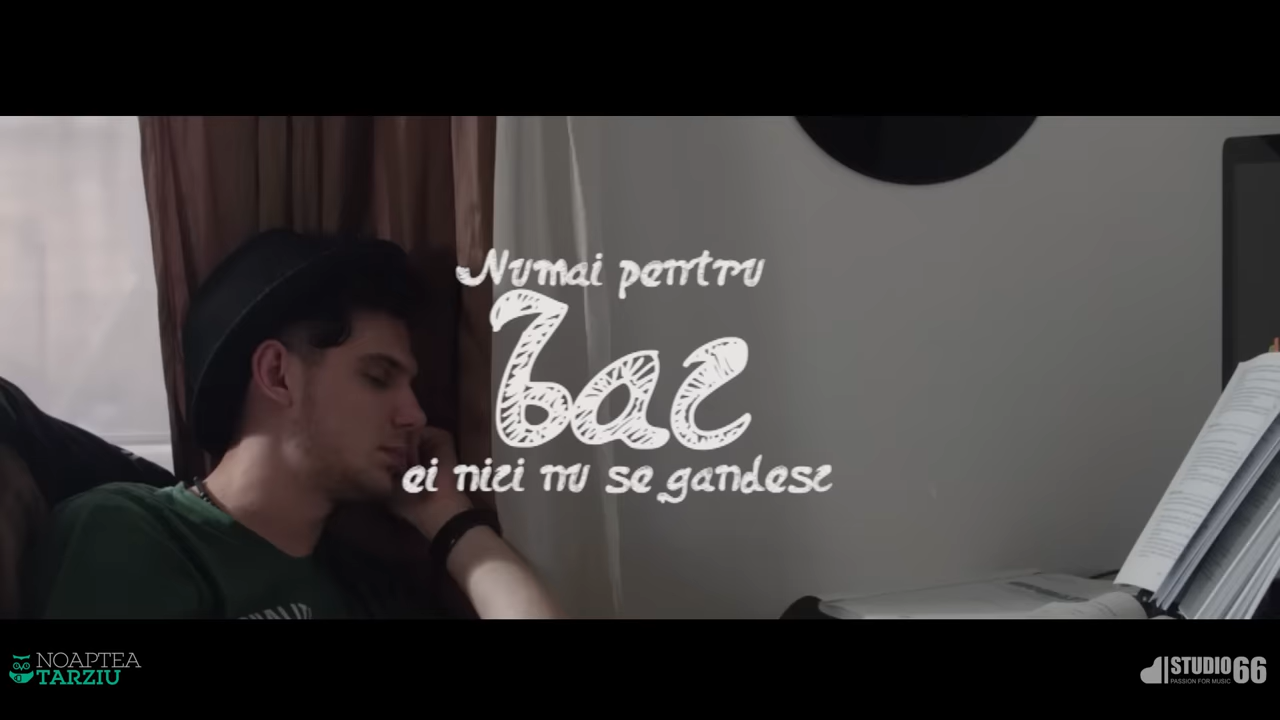 Numai pentru
bac
ei nici nu se gandesc
NOAPTEA
TARZIU
STUDIO66
PASSION FOR MUSIC